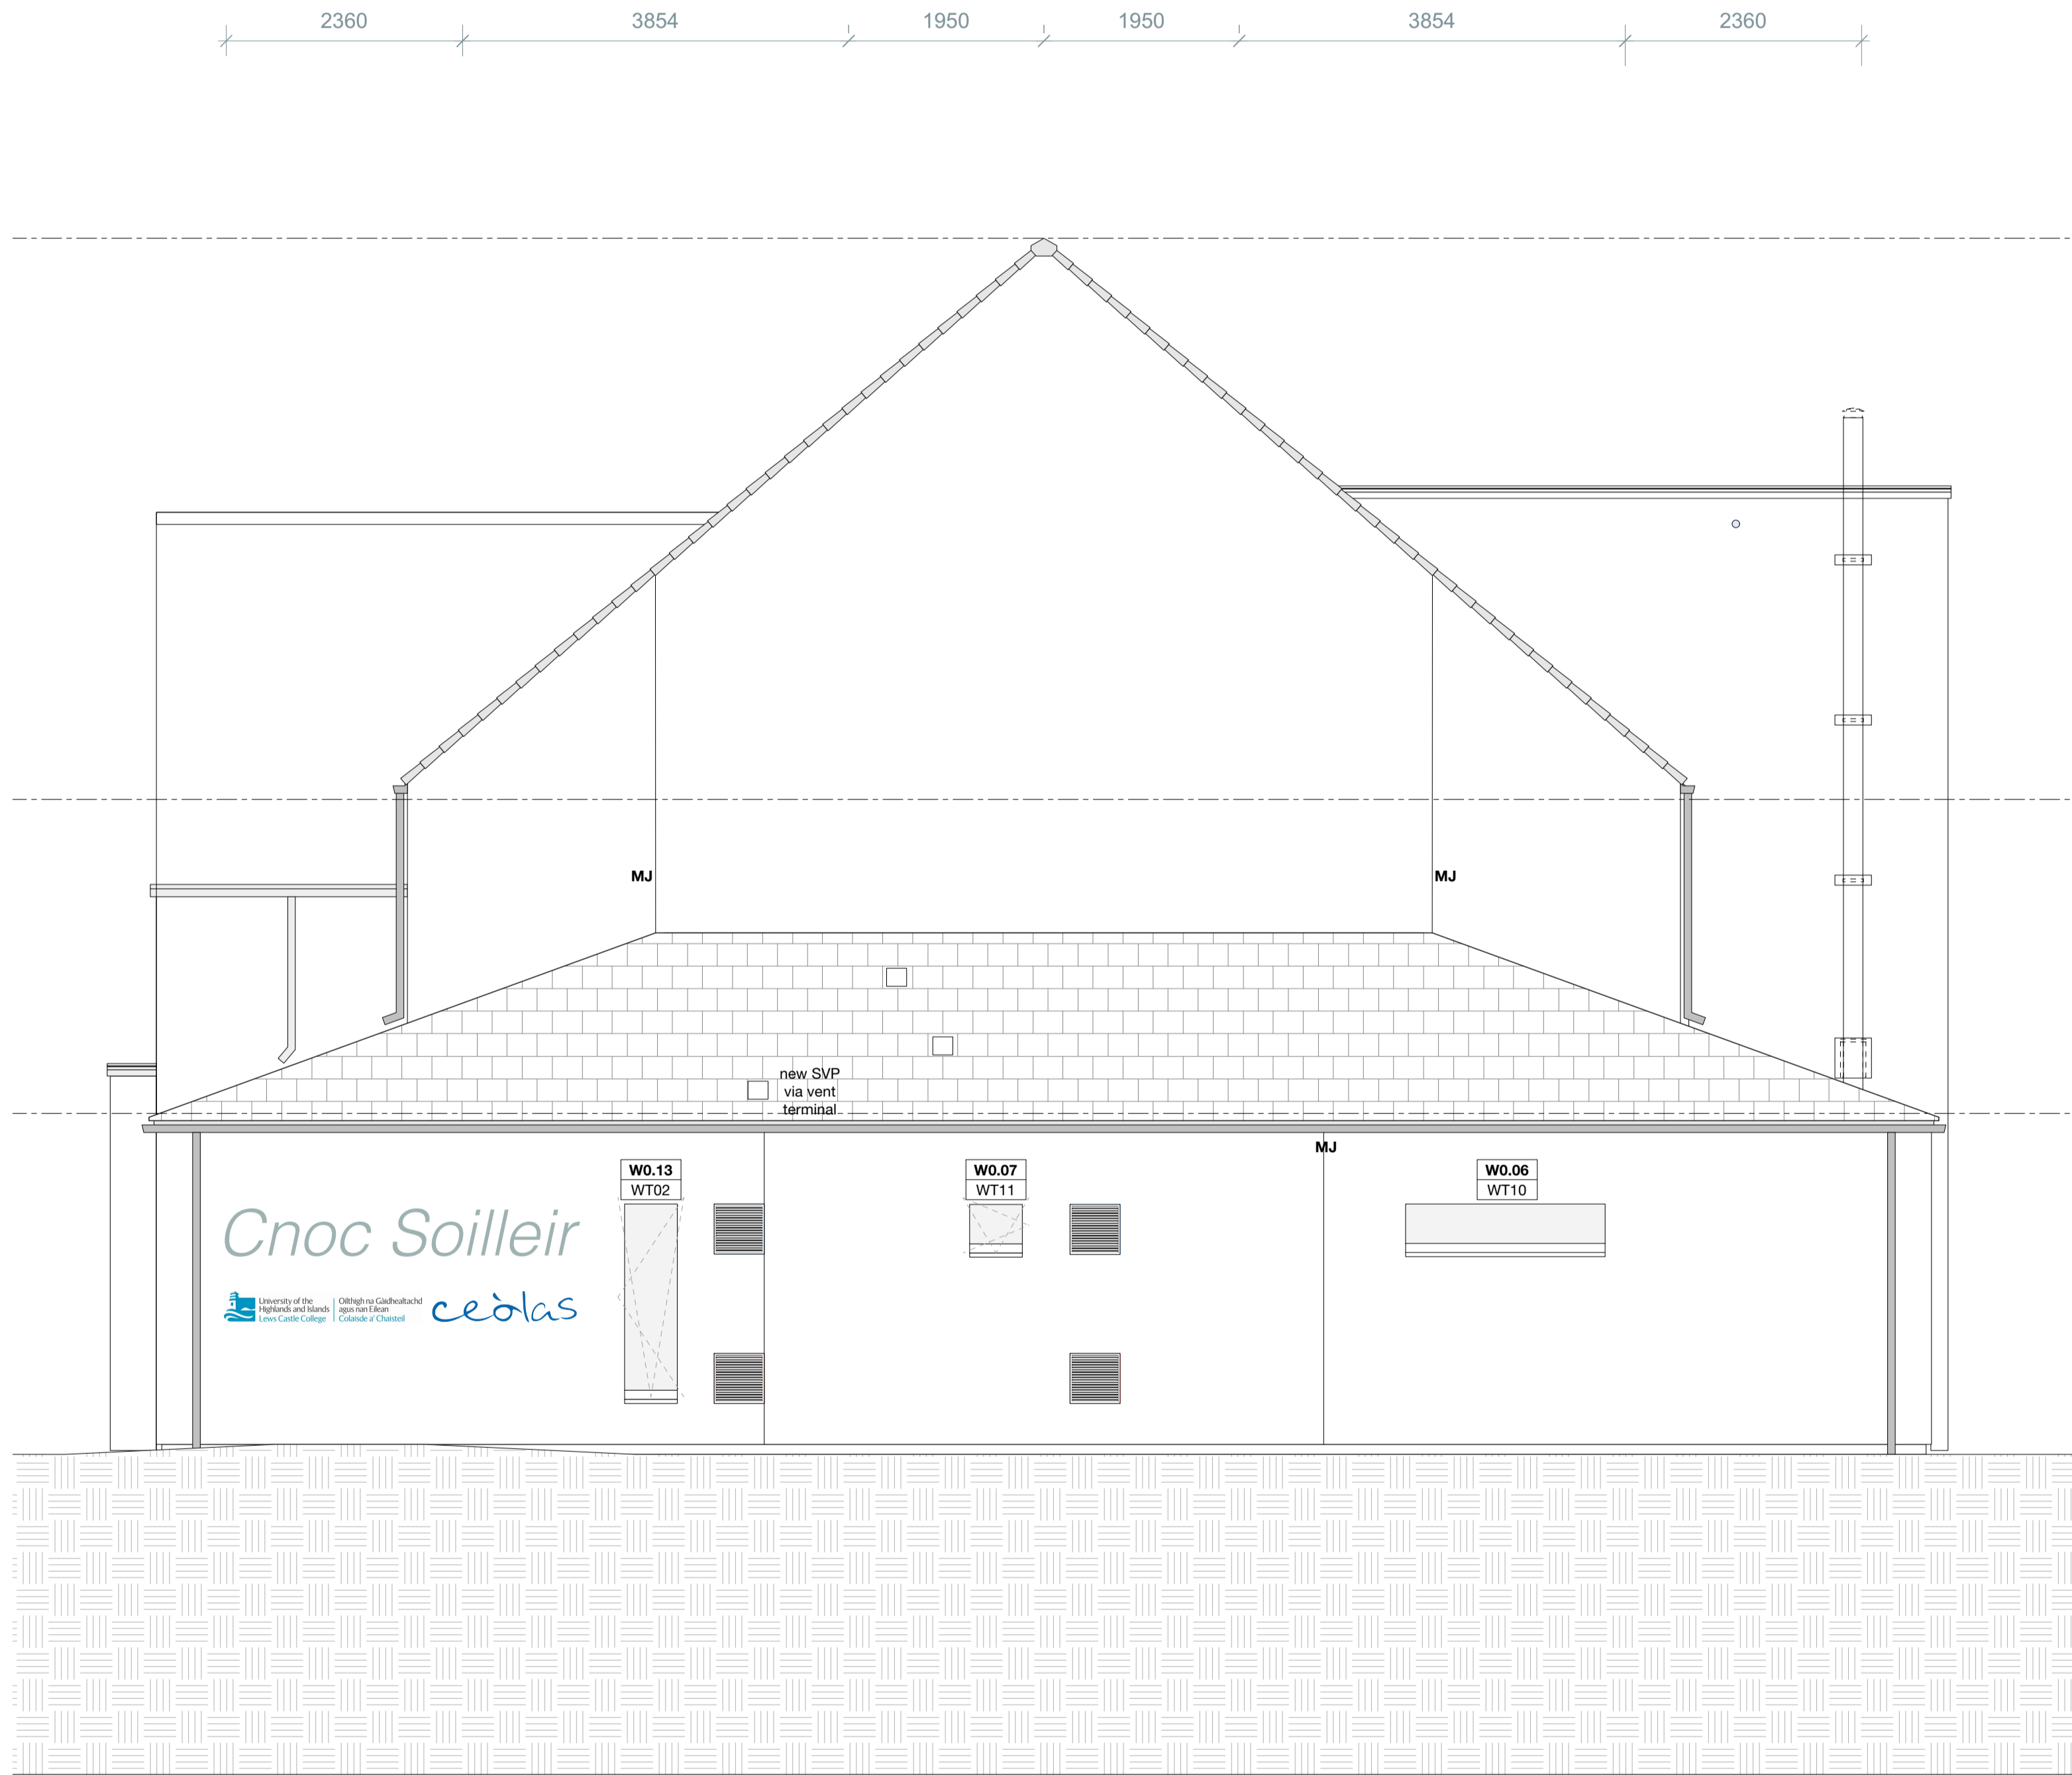 2360 3854 1950 1950 3854 2360
MJ MJ
new SVP
via vent
terminal
MJ
W0.13 W0.07 W0.06
WT02 WT11 WT10
Cnoc Soilleir
University of the
Highlands and Islands
Lews Castle College
Oilthigh na Gàidhealtachd
agus nan Eilean
Colaisde a' Chaisteil
ceòlas